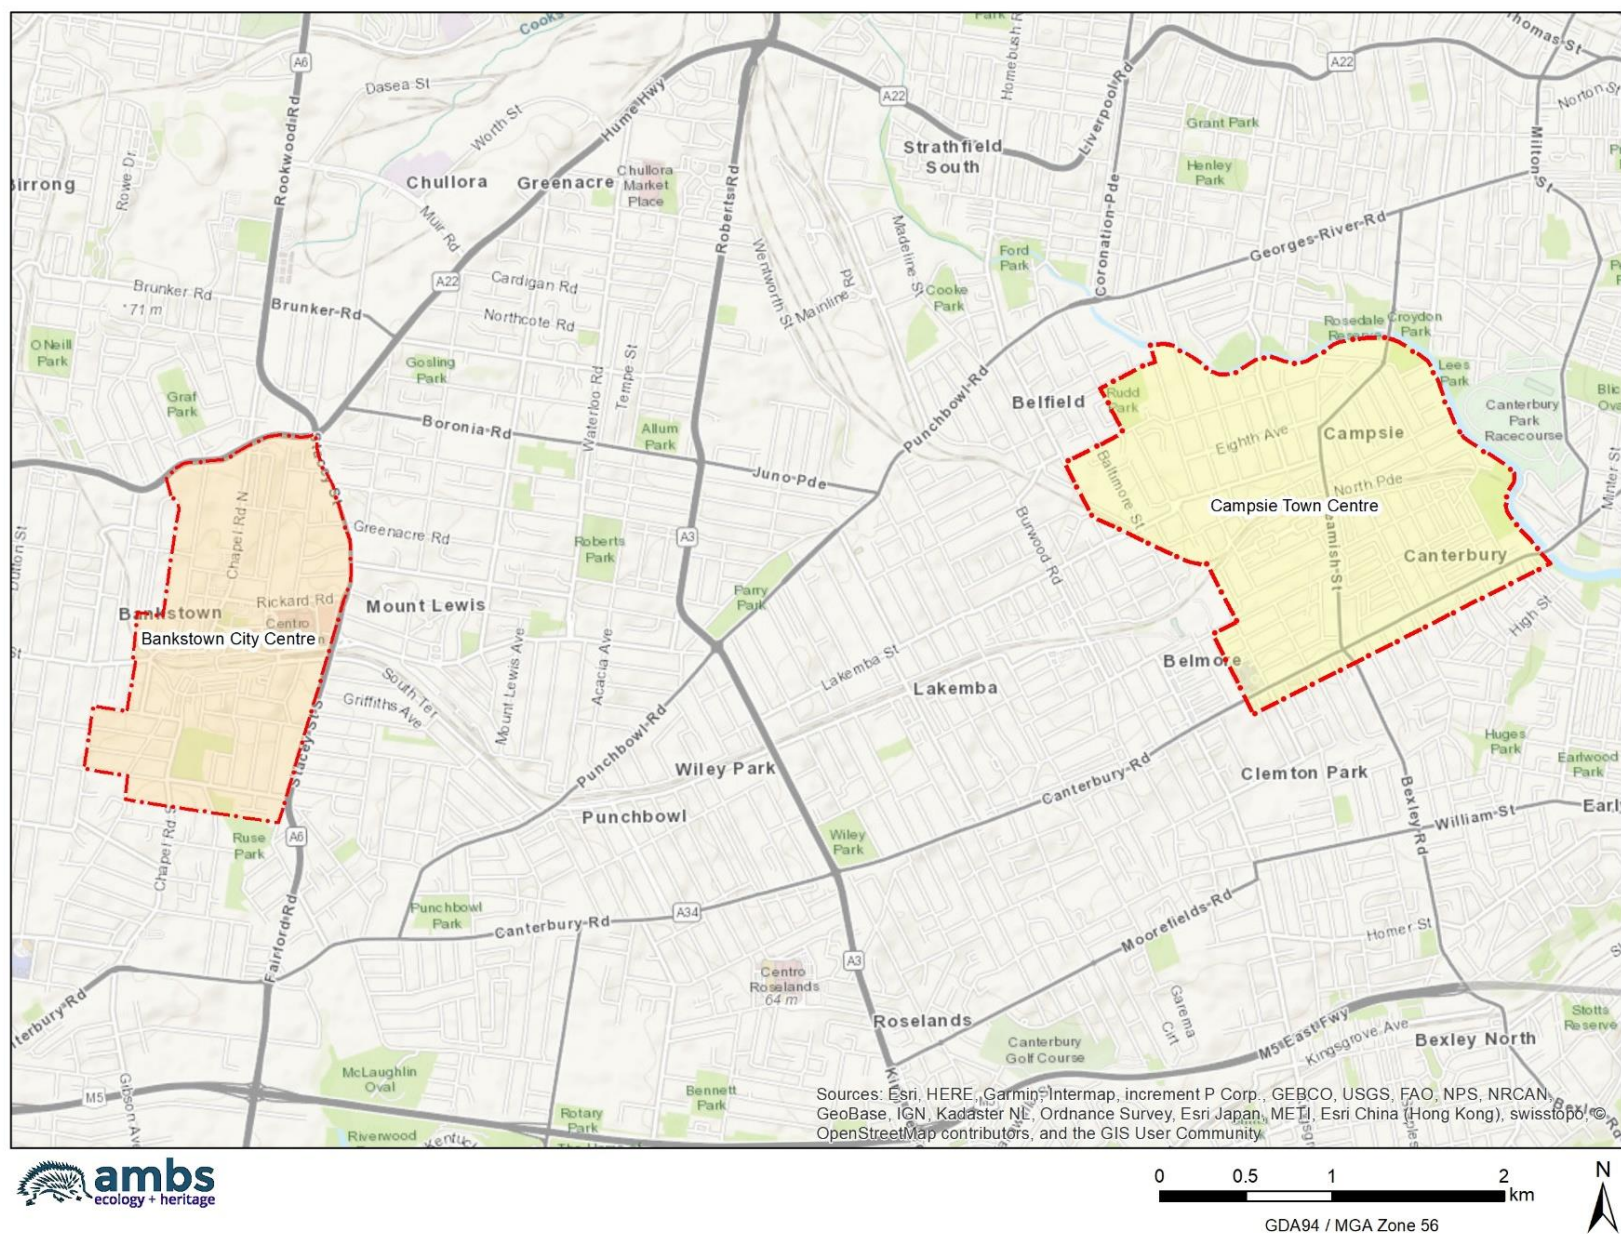 Cooks
Park
Homebush R
Thomas-St
A6
A22
Dasea St
A22
Liverpool-Rd
Norton-St
Hume-Hwy
Worth St
Grant Park
Rookwood-Rd
Rowe Dr
Strathfield
South
Milton-St
Birrong
Chullora
Greenacre
Chullora
Market
Place
Henley
Park
Roberts-Rd
Coronation-Pde
Muir Rd
Georges-River-Rd
Madeline St
Wentworth St
Ford
Park
A22
Cardigan Rd
Brunker Rd
71 m
Brunker-Rd
Mainline Rd
Cooke
Park
Northcote Rd
Rosedale
Reserve
Croydon
Park
O Neill
Park
Gosling
Park
Tempe St
Waterloo Rd
Lees
Park
Graf
Park
Punchbowl-Rd
Belfield
Rudd
Park
Canterbury
Park
Racecourse
Boronia-Rd
Allum
Park
Eighth Ave
Campsie
Stacey St
Juno-Pde
Baltimore St
North Pde
Minter St
Chapel Rd N
Campsie Town Centre
Greenacre Rd
A3
Roberts
Park
Burwood Rd
Beamish-St
Canterbury
Dutton St
Parry
Park
Rickard Rd
Mount Lewis
Bankstown
Centro
Bankstown City Centre
High St
Mount Lewis Ave
Acacia Ave
Lakemba St
Belmore
South Ter
Griffiths Ave
Lakemba
Stacey-St-S
Punchbowl-Rd
Huges
Park
Wiley Park
Canterbury-Rd
Clemton Park
Earlwood
Park
Bexley-Rd
Punchbowl
William-St
Chapel Rd S
Ruse
Park
A6
Wiley
Park
Fairford-Rd
Punchbowl
Park
A34
Canterbury-Rd
Moorefields-Rd
Homer St
A3
Centro
Roselands
64 m
Garema
Cirt
Roselands
Stotts
Reserve
Canterbury
Golf Course
M5-East-Fwy
Kingsgrove Ave
Bexley North
McLaughlin
Oval
M5
Gibson Ave
Bennett
Park
Rotary
Park
Riverwood
Sources: Esri, HERE, Garmin, Intermap, increment P Corp., GEBCO, USGS, FAO, NPS, NRCAN,
GeoBase, IGN, Kadaster NL, Ordnance Survey, Esri Japan, METI, Esri China (Hong Kong), swisstopo, ©
OpenStreetMap contributors, and the GIS User Community
ambs
ecology + heritage
0 0.5 1 2
km
N
GDA94 / MGA Zone 56